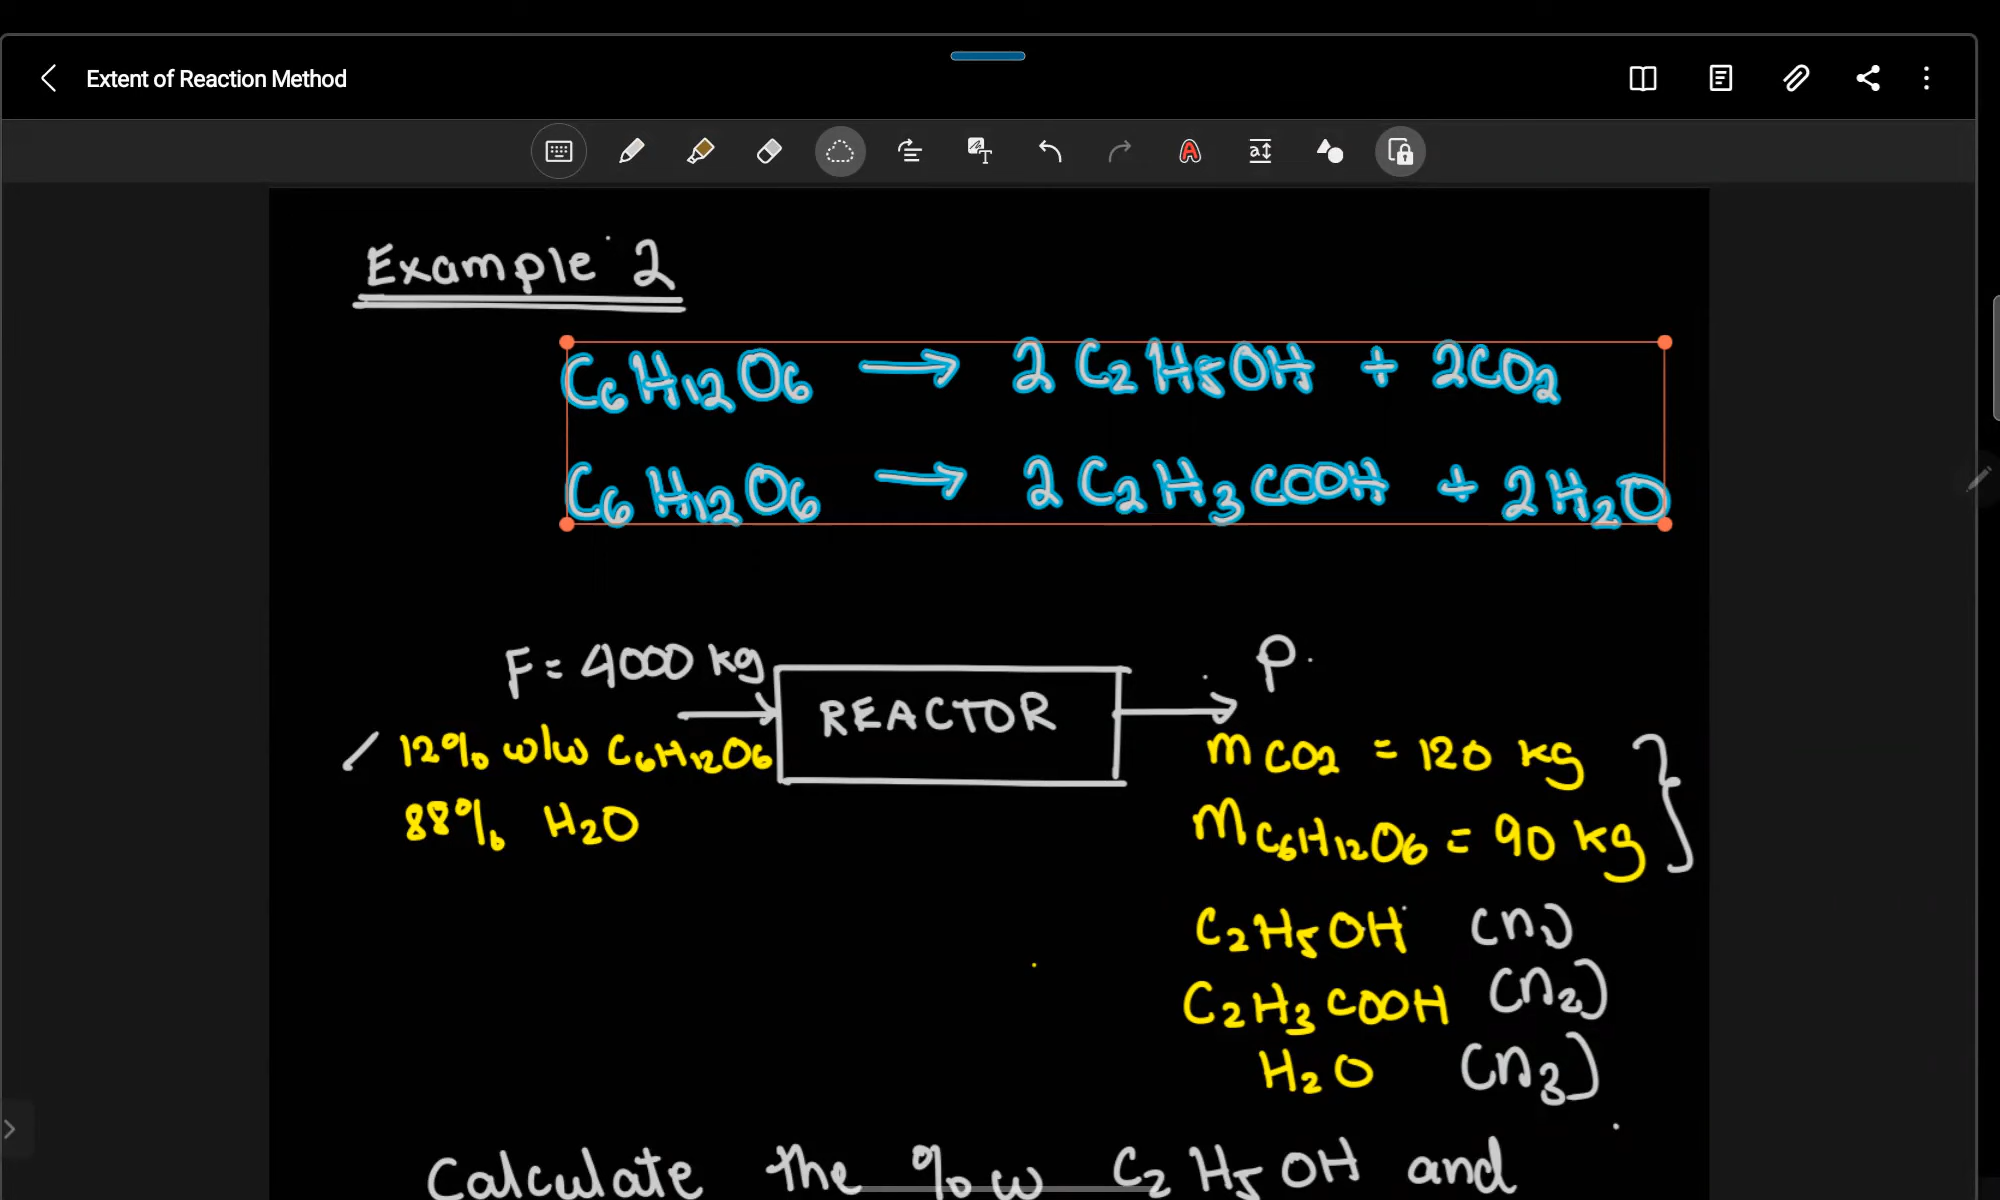 Extent of Reaction Method
Example 2
C6H12O6 → 2 C2H5OH + 2CO2
C6H12O6 → 2 C2H3COOH + 2H2O
F = 4000 kg
P
REACTOR
12% w/w C6H12O6
88% H2O
m CO2 = 120 kg
m C6H12O6 = 90 kg
C2H5OH (n1)
C2H3COOH (n2)
H2O (n3)
Calculate the %w C2H5OH and